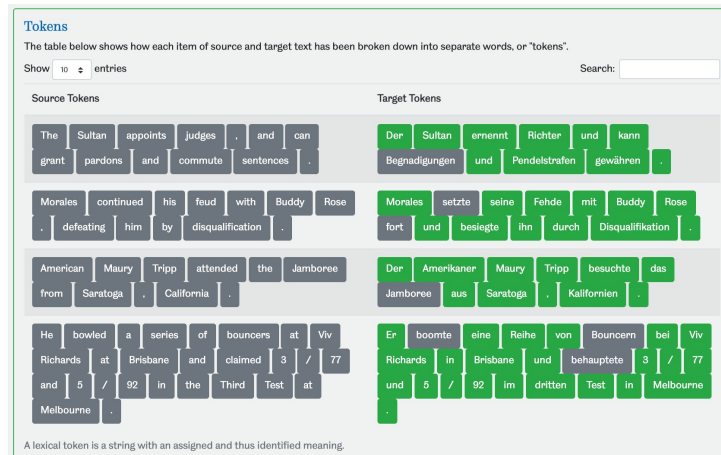 Tokens
The table below shows how each item of source and target text has been broken down into separate words, or "tokens".
Show 10 entries Search:
Source Tokens Target Tokens
The Sultan appoints judges , and can
grant pardons and commute sentences .
Der Sultan ernennt Richter und kann
Begnadigungen und Pendelstrafen gewähren .
Morales continued his feud with Buddy Rose
, defeating him by disqualification .
Morales setzte seine Fehde mit Buddy Rose
fort und besiegte ihn durch Disqualifikation .
American Maury Tripp attended the Jamboree
from Saratoga , California .
Der Amerikaner Maury Tripp besuchte das
Jamboree aus Saratoga , Kalifornien .
He bowled a series of bouncers at Viv
Richards at Brisbane and claimed 3 / 77
and 5 / 92 in the Third Test at
Melbourne .
Er boomte eine Reihe von Bouncern bei Viv
Richards in Brisbane und behauptete 3 / 77
und 5 / 92 im dritten Test in Melbourne
.
A lexical token is a string with an assigned and thus identified meaning.